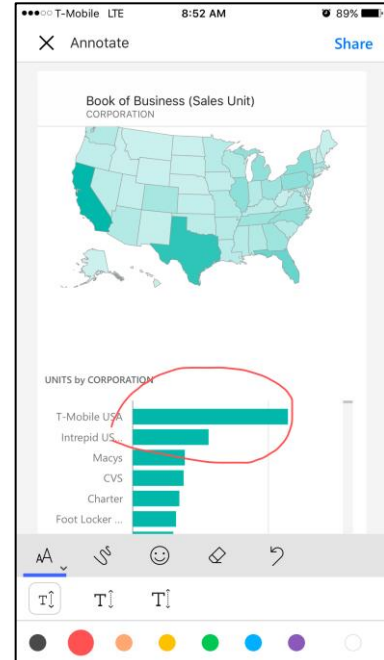 T-Mobile LTE 8:52 AM 89%
Annotate Share
Book of Business (Sales Unit)
CORPORATION
UNITS by CORPORATION
T-Mobile USA
Intrepid US...
Macys
CVS
Charter
Foot Locker ...
AA
T T T